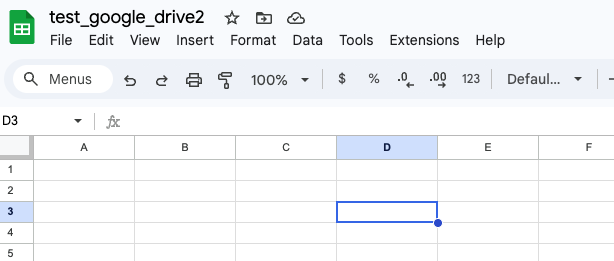 test_google_drive2
File Edit View Insert Format Data Tools Extensions Help
Menus 100% $ % .0 .00 123 Defaul...
D3 fx
A B C D E F
1
2
3
4
5